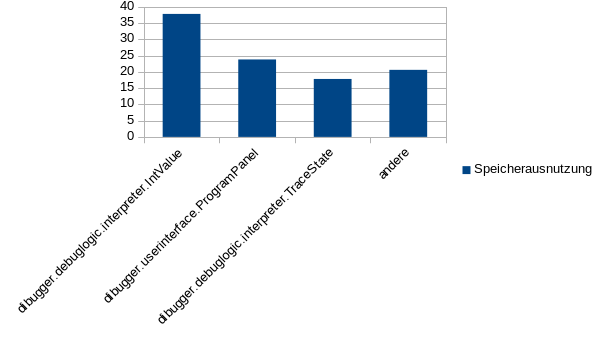 40
35
30
25
20
15
10
5
0
dibugger.debuglogic.interpreter.IntValue
dibugger.userinterface.ProgramPanel
dibugger.debuglogic.interpreter.TraceState
andere
Speicherausnutzung